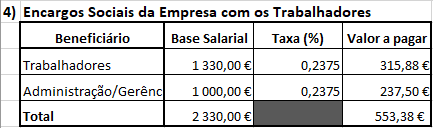 4) Encargos Sociais da Empresa com os Trabalhadores
Beneficiário Base Salarial Taxa (%) Valor a pagar
Trabalhadores 1 330,00 € 0,2375 315,88 €
Administração/Gerênc 1 000,00 € 0,2375 237,50 €
Total 2 330,00 € 553,38 €